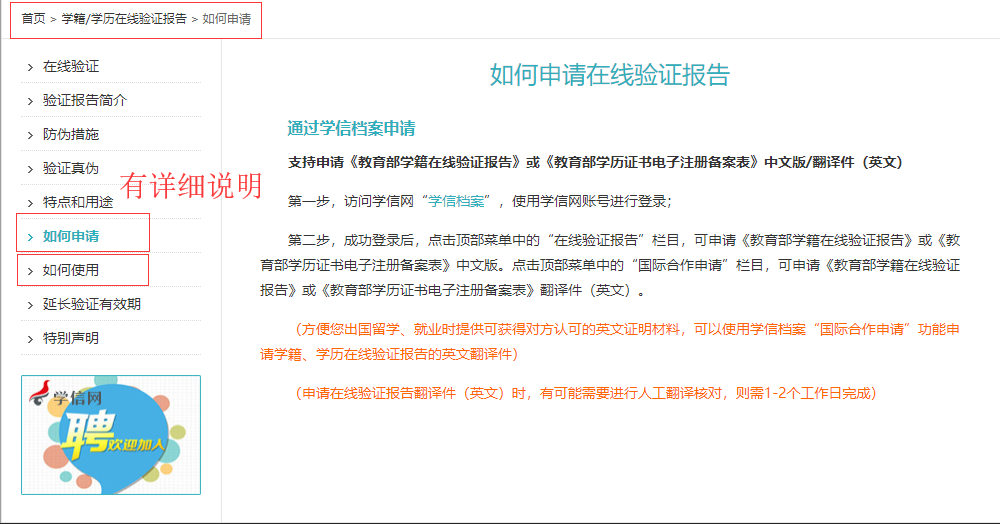 首页 > 学籍/学历在线验证报告 > 如何申请
在线验证
验证报告简介
防伪措施
验证真伪
特点和用途
如何申请
如何使用
延长验证有效期
特别声明
有详细说明
学信网
聘 欢迎加入
如何申请在线验证报告
通过学信档案申请
支持申请《教育部学籍在线验证报告》或《教育部学历证书电子注册备案表》中文版/翻译件（英文）
第一步，访问学信网“学信档案”，使用学信网账号进行登录；
第二步，成功登录后，点击顶部菜单中的“在线验证报告”栏目，可申请《教育部学籍在线验证报告》或《教
育部学历证书电子注册备案表》中文版。点击顶部菜单中的“国际合作申请”栏目，可申请《教育部学籍在线验证
报告》或《教育部学历证书电子注册备案表》翻译件（英文）。
（方便您出国留学、就业时提供可获得对方认可的英文证明材料，可以使用学信档案“国际合作申请”功能申
请学籍、学历在线验证报告的英文翻译件）
（申请在线验证报告翻译件（英文）时，有可能需要进行人工翻译核对，则需1-2个工作日完成）